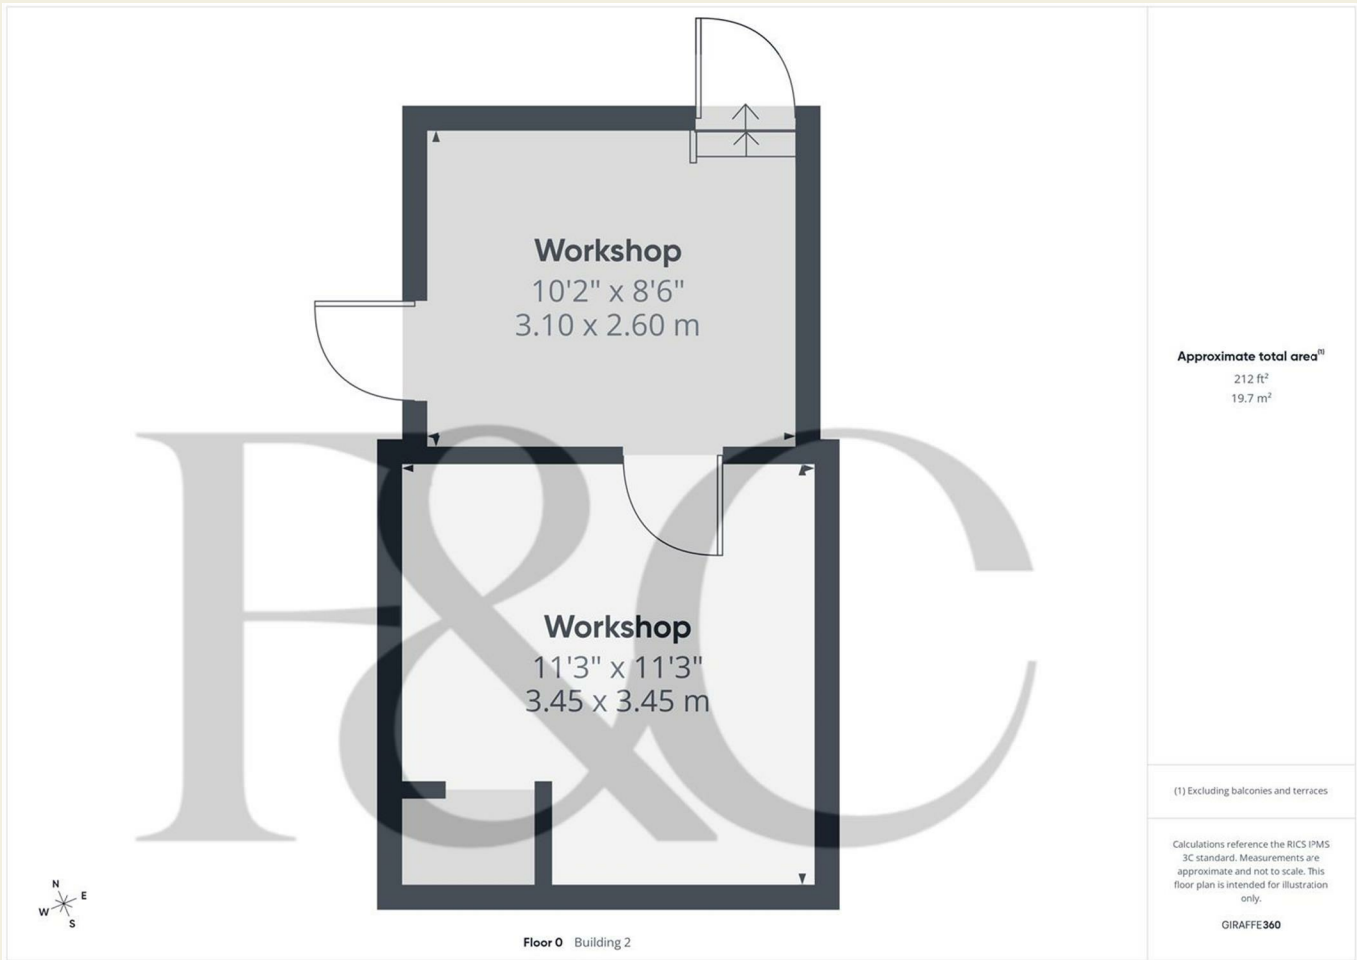 Workshop
10'2" x 8'6"
3.10 x 2.60 m
Workshop
11'3" x 11'3"
3.45 x 3.45 m
F&C
N
E
W
S
Floor 0 Building 2
Approximate total area(1)
212 ft²
19.7 m²
(1) Excluding balconies and terraces
Calculations reference the RICS IPMS
3C standard. Measurements are
approximate and not to scale. This
floor plan is intended for illustration
only.
GIRAFFE360